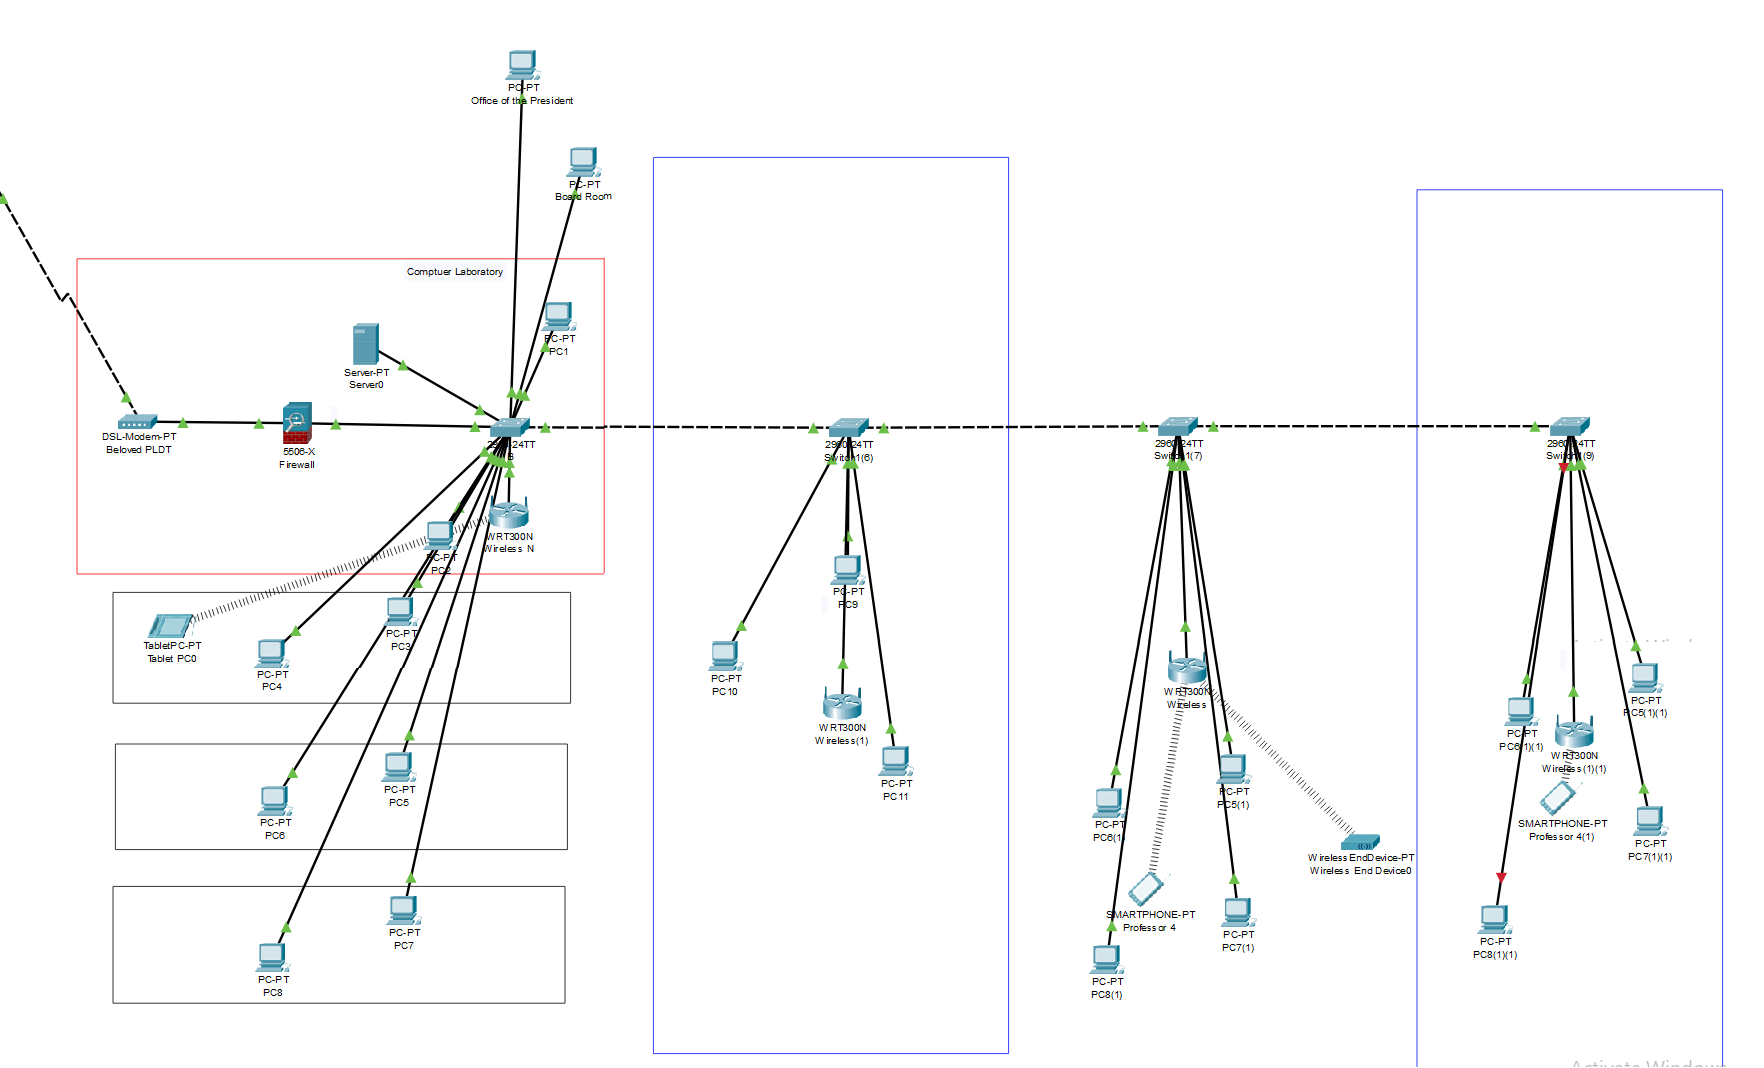 PC-PT
Office of the President
PC-PT
Board Room
Comptuer Laboratory
PC-PT
PC1
Server-PT
Server0
DSL-Modem-PT
Beloved PLDT
5506-X
Firewall
24TT
WRT300N
Wireless N
PC-PT
PC2
TabletPC-PT
Tablet PC0
PC-PT
PC3
PC-PT
PC4
PC-PT
PC5
PC-PT
PC6
PC-PT
PC7
PC-PT
PC8
2960-24TT
Switch1(6)
PC-PT
PC9
PC-PT
PC10
WRT300N
Wireless(1)
PC-PT
PC11
2960-24TT
Switch1(7)
WRT300N
Wireless
PC-PT
PC6(1)
PC-PT
PC5(1)
Wireless EndDevice-PT
Wireless End Device0
SMARTPHONE-PT
Professor 4
PC-PT
PC7(1)
PC-PT
PC8(1)
2960-24TT
Switch1(9)
PC-PT
PC5(1)(1)
PC-PT
PC6(1)(1)
WRT300N
Wireless(1)(1)
SMARTPHONE-PT
Professor 4(1)
PC-PT
PC7(1)(1)
PC-PT
PC8(1)(1)
Activate Windows